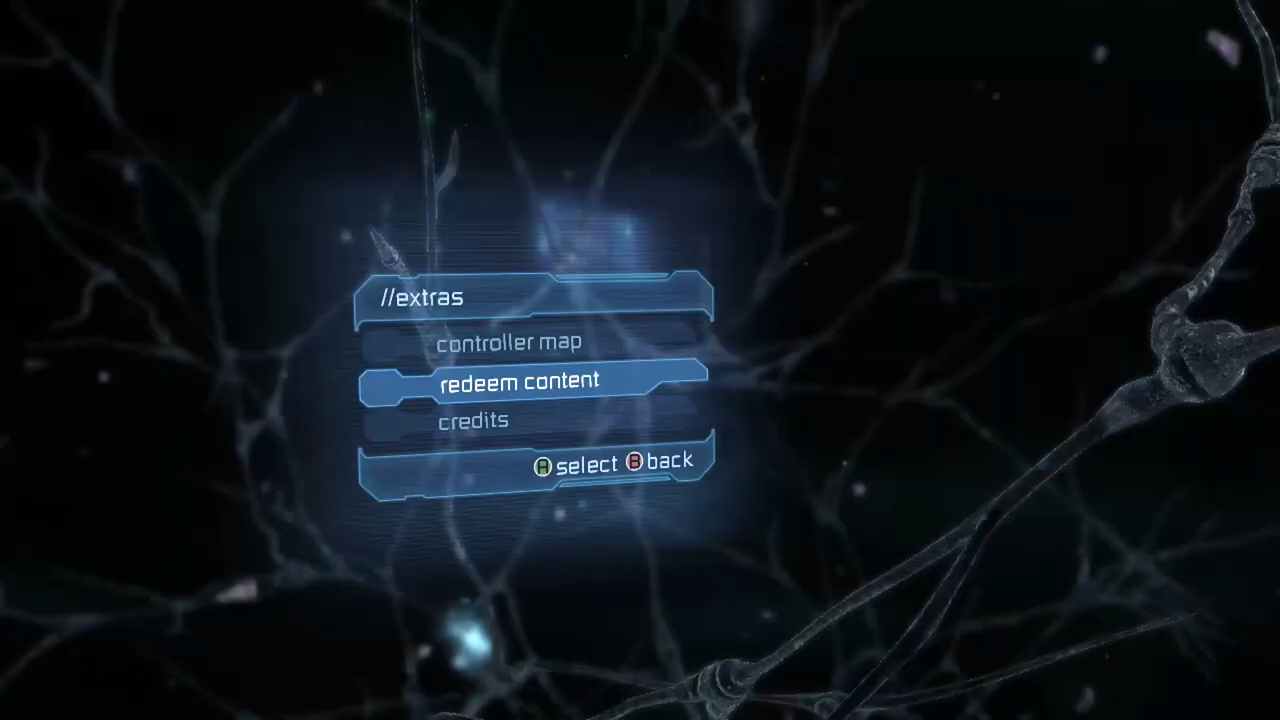 //extras
controller map
redeem content
credits
A select B back